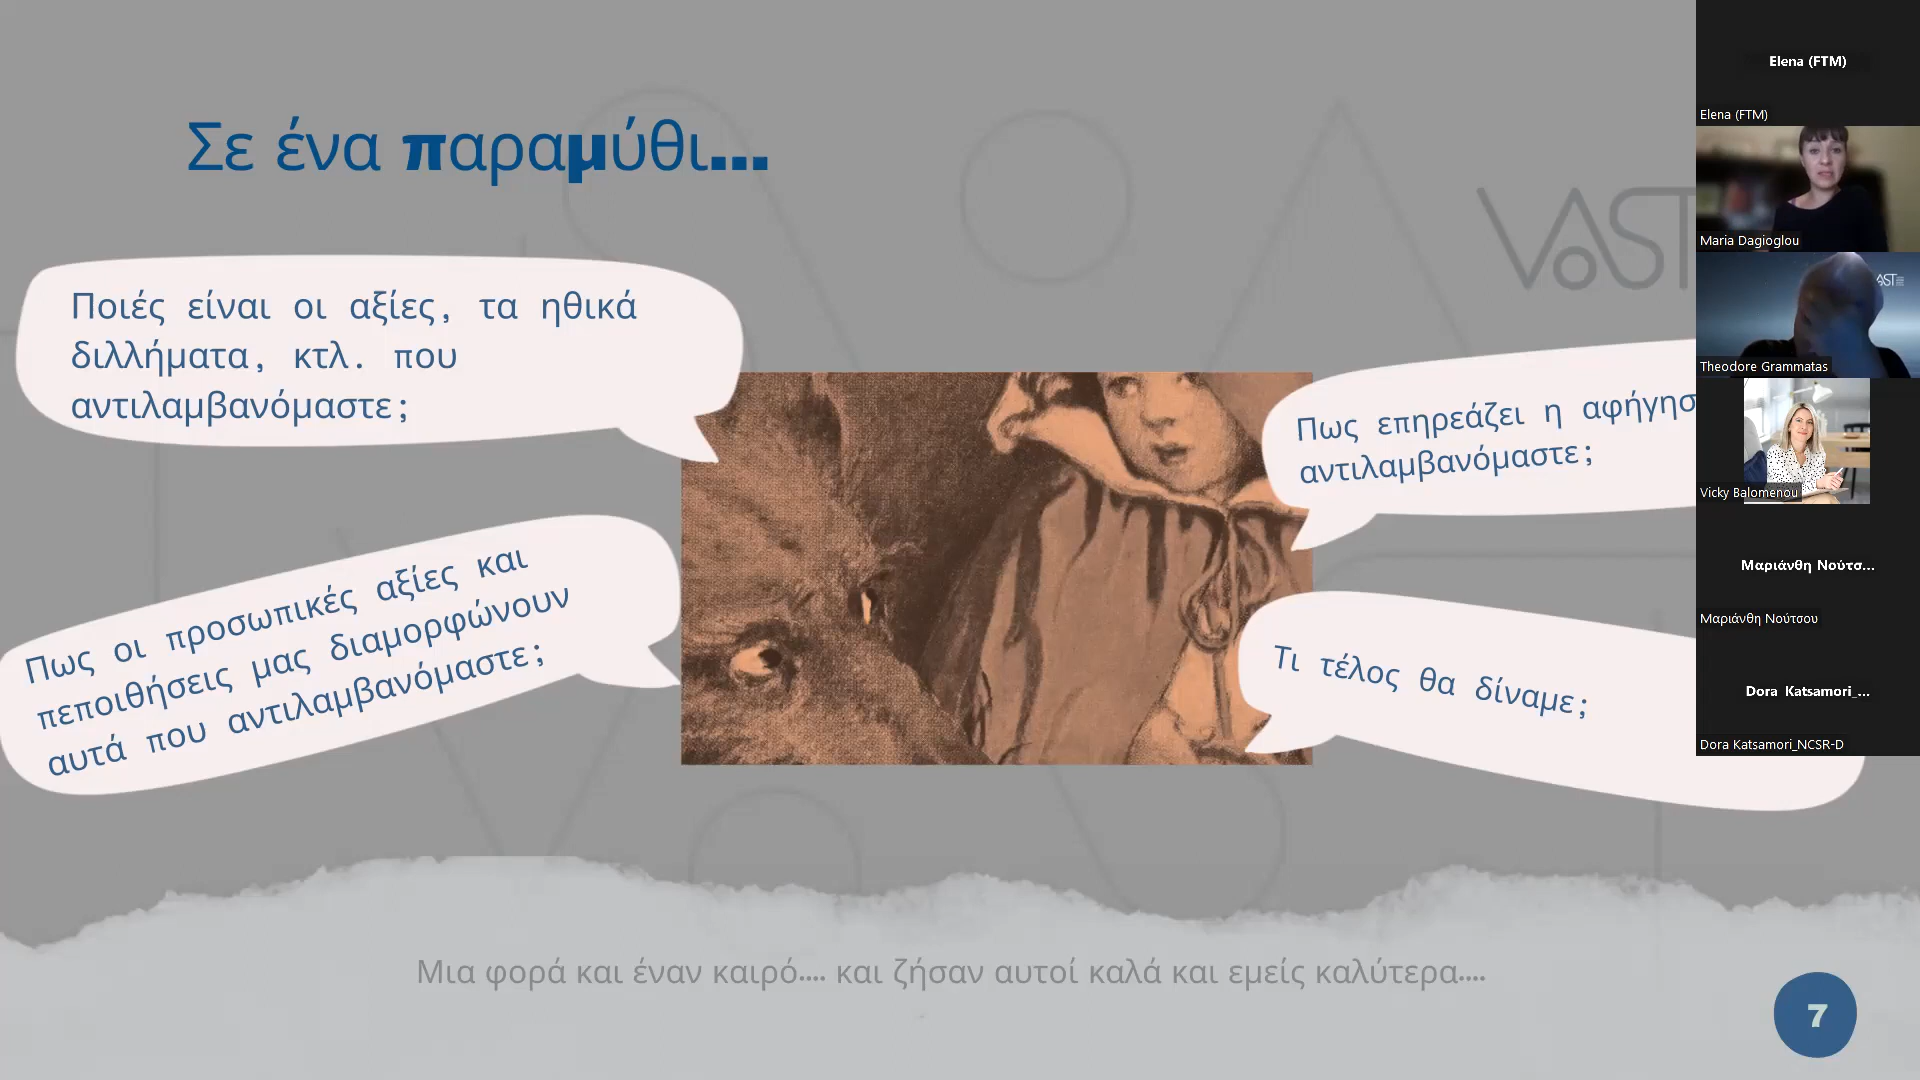 Σε ένα παραμύθι...
VAST
Ποιές είναι οι αξίες, τα ηθικά
διλλήματα, κτλ. που
αντιλαμβανόμαστε;
Πως οι προσωπικές αξίες και
πεποιθήσεις μας διαμορφώνουν
αυτά που αντιλαμβανόμαστε;
Πως επηρεάζει η
αντιλαμβανόμαστε;
Τι τέλος θα δίναμε;
Μια φορά και έναν καιρό.... και ζήσαν αυτοί καλά και εμείς καλύτερα....
7
Elena (FTM)
Elena (FTM)
Maria Dagioglou
Theodore Grammatas
Vicky Balomenou
Μαριάνθη Νούτσ...
Μαριάνθη Νούτσου
Dora Katsamori_...
Dora Katsamori_NCSR-D